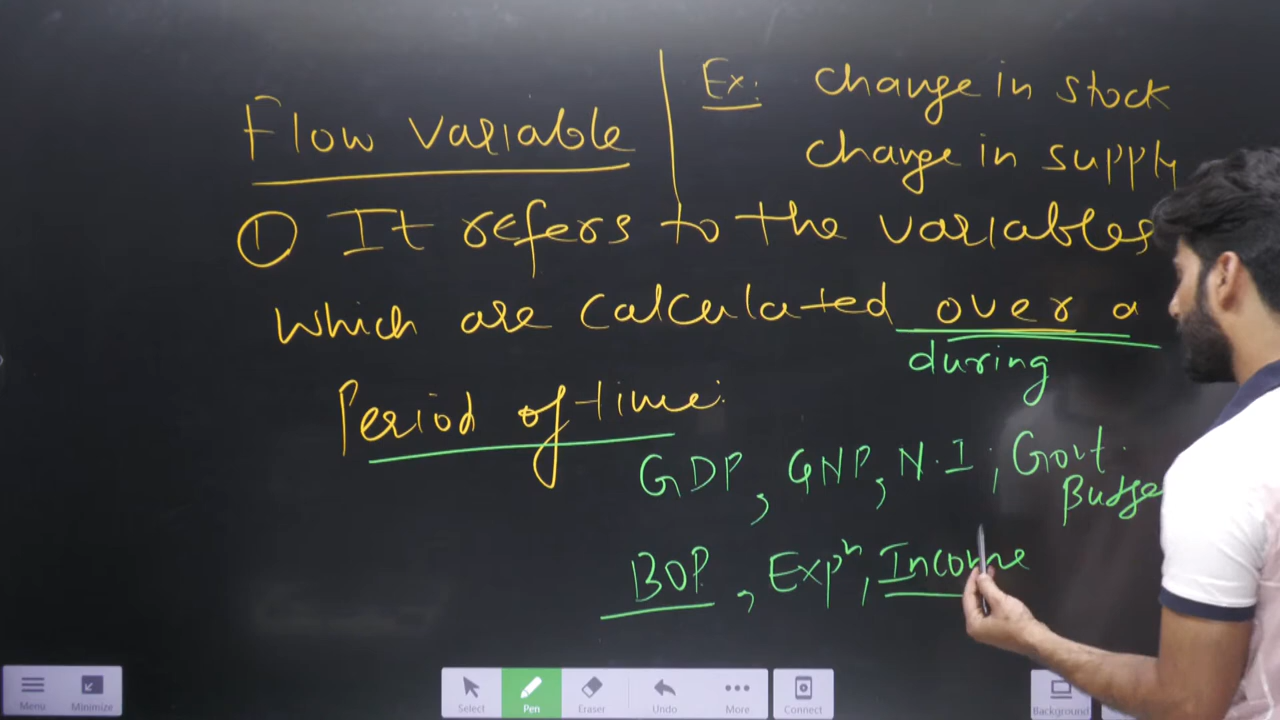 Flow variable
Ex: change in stock
change in supply
① It refers to the variables
which are calculated over a
during
Period of time:
GDP, GNP, N.I, Govt.
Budge
BOP, Expⁿ, Income
Menu Minimize Select Pen Eraser Undo More Connect Background